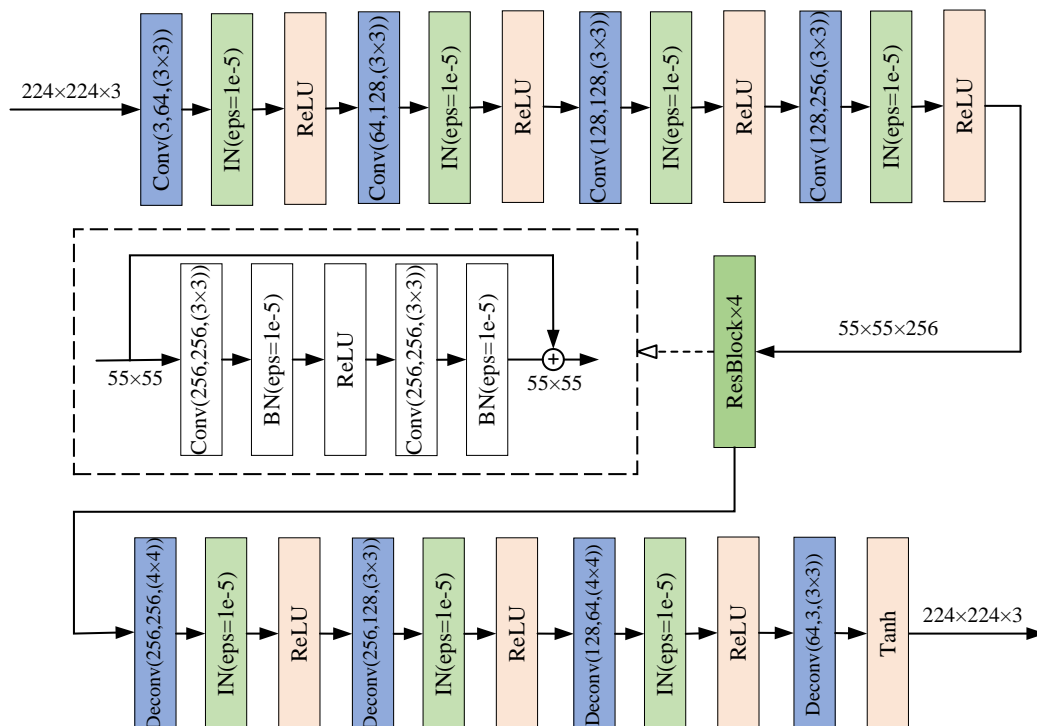 224×224×3
Conv(3,64,(3×3))
IN(eps=1e-5)
ReLU
Conv(64,128,(3×3))
IN(eps=1e-5)
ReLU
Conv(128,128,(3×3))
IN(eps=1e-5)
ReLU
Conv(128,256,(3×3))
IN(eps=1e-5)
ReLU
55×55
Conv(256,256,(3×3))
BN(eps=1e-5)
ReLU
Conv(256,256,(3×3))
BN(eps=1e-5)
+
55×55
ResBlock×4
55×55×256
Deconv(256,256,(4×4))
IN(eps=1e-5)
ReLU
Deconv(256,128,(3×3))
IN(eps=1e-5)
ReLU
Deconv(128,64,(4×4))
IN(eps=1e-5)
ReLU
Deconv(64,3,(3×3))
Tanh
224×224×3